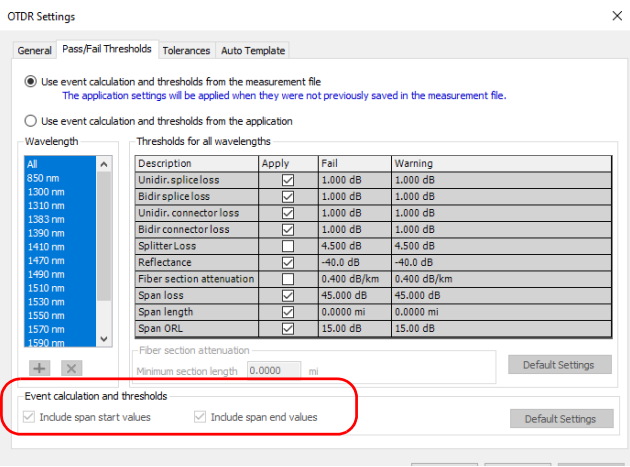 OTDR Settings
General Pass/Fail Thresholds Tolerances Auto Template
Use event calculation and thresholds from the measurement file
The application settings will be applied when they were not previously saved in the measurement file.
Use event calculation and thresholds from the application
Wavelength
All
850 nm
1300 nm
1310 nm
1383 nm
1390 nm
1410 nm
1470 nm
1490 nm
1510 nm
1530 nm
1550 nm
1570 nm
1590 nm
Thresholds for all wavelengths
Description Apply Fail Warning
Unidir.spliceloss 1.000 dB 1.000 dB
Bidir spliceloss 1.000 dB 1.000 dB
Unidir. connector loss 1.000 dB 1.000 dB
Bidir connector loss 1.000 dB 1.000 dB
SplitterLoss 4.500 dB 4.500 dB
Reflectance -40.0 dB -40.0 dB
Fiber section attenuation 0.400 dB/km 0.400 dB/km
Span loss 45.000 dB 45.000 dB
Span length 0.0000 mi 0.0000 mi
Span ORL 15.00 dB 15.00 dB
Fiber section attenuation
Minimum section length 0.0000 mi
Default Settings
Event calculation and thresholds
Include span start values Include span end values
Default Settings